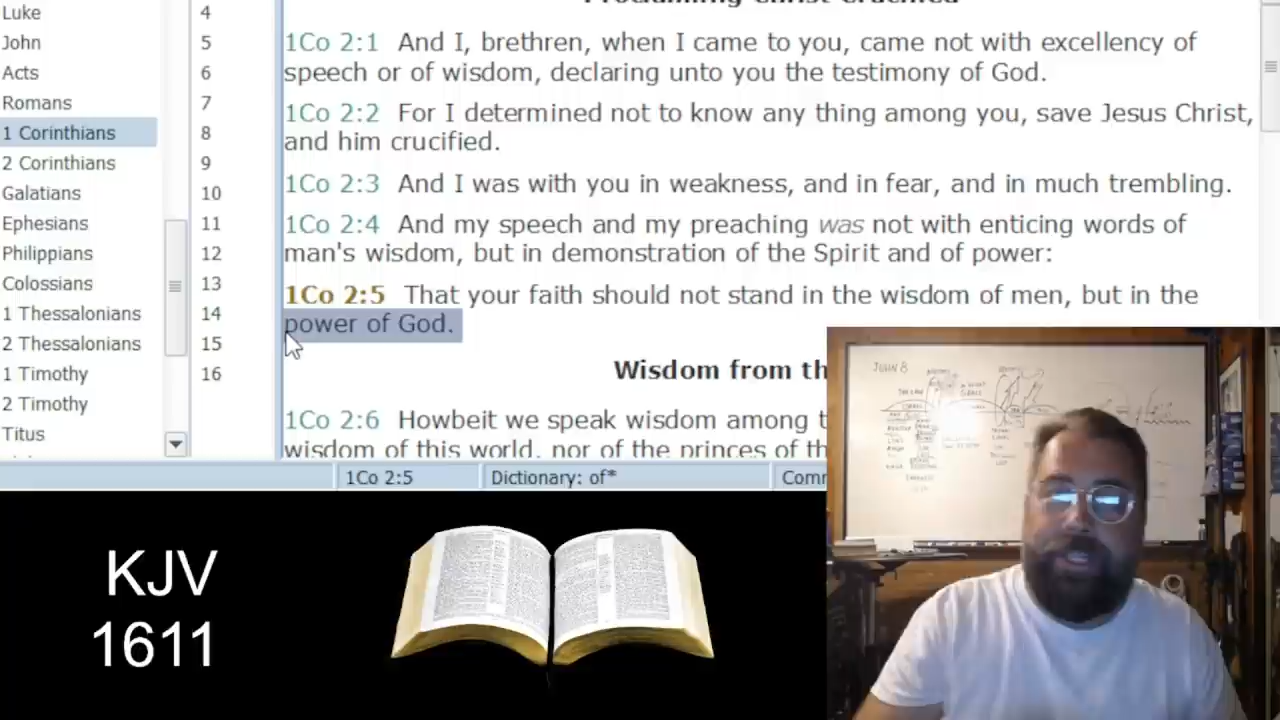 Luke
John
Acts
Romans
1 Corinthians
2 Corinthians
Galatians
Ephesians
Philippians
Colossians
1 Thessalonians
2 Thessalonians
1 Timothy
2 Timothy
Titus
4
5
6
7
8
9
10
11
12
13
14
15
16
Proclaiming Christ Crucified
1Co 2:1 And I, brethren, when I came to you, came not with excellency of
speech or of wisdom, declaring unto you the testimony of God.
1Co 2:2 For I determined not to know any thing among you, save Jesus Christ,
and him crucified.
1Co 2:3 And I was with you in weakness, and in fear, and in much trembling.
1Co 2:4 And my speech and my preaching was not with enticing words of
man's wisdom, but in demonstration of the Spirit and of power:
1Co 2:5 That your faith should not stand in the wisdom of men, but in the
power of God.
Wisdom from th
1Co 2:6 Howbeit we speak wisdom among t
wisdom of this world, nor of the princes of th
1Co 2:5
Dictionary: of*
Comm
KJV
1611
JOHN 8